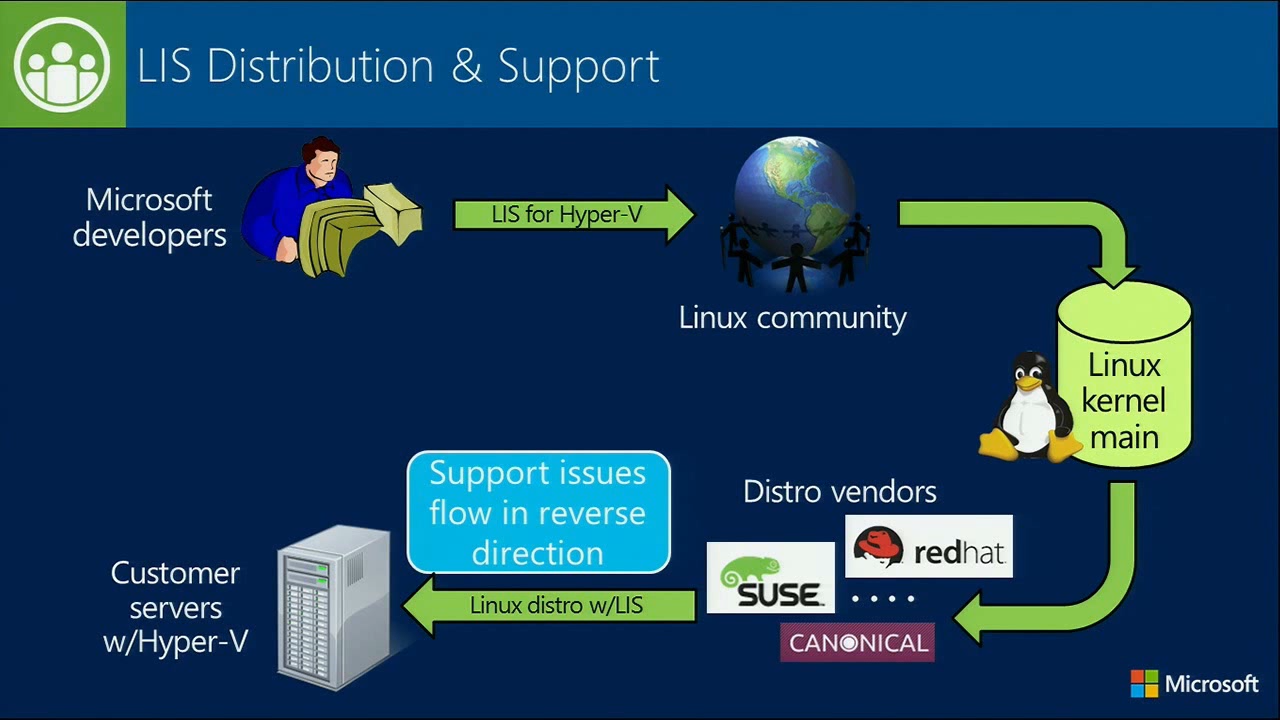 LIS Distribution & Support
Microsoft
developers
LIS for Hyper-V
Linux community
Linux
kernel
main
Support issues
flow in reverse
direction
Distro vendors
redhat.
SUSE
Customer
servers
w/Hyper-V
Linux distro w/LIS
CANONICAL
Microsoft